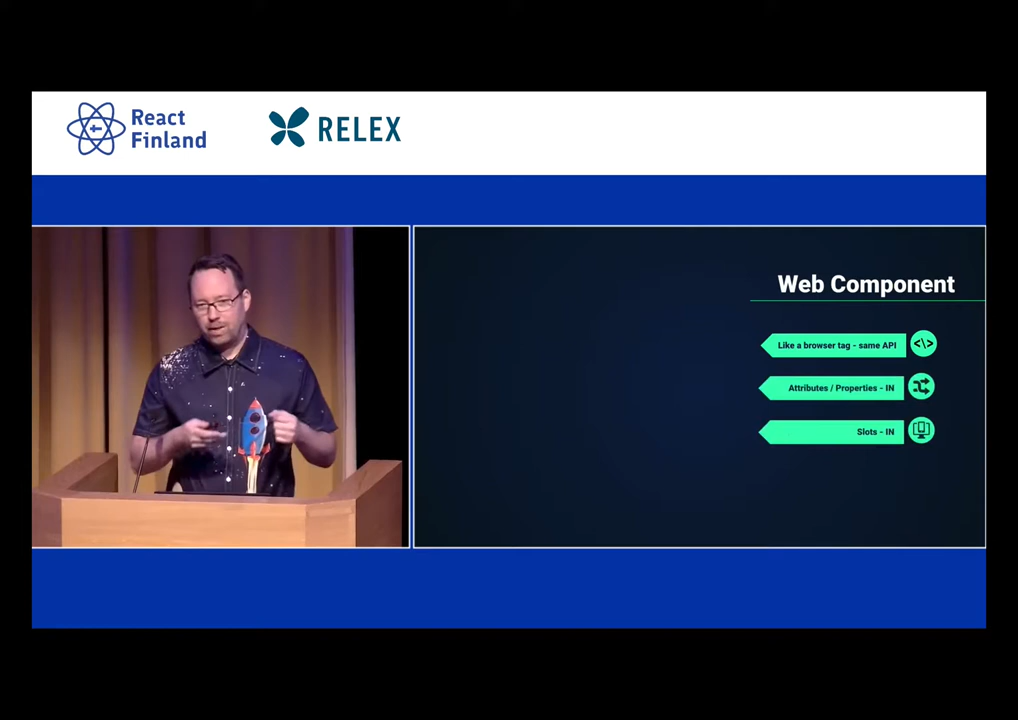 React
Finland
RELEX
Web Component
Like a browser tag - same API
Attributes / Properties - IN
Slots - IN